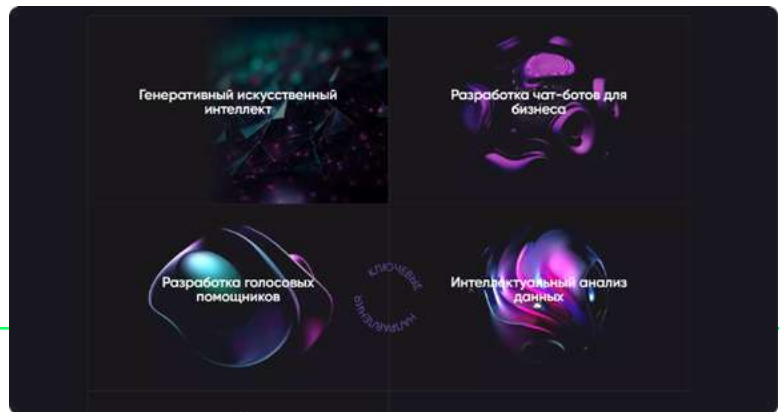 Генеративный искусственный
интеллект
Разработка чат-ботов для
бизнеса
Разработка голосовых
помощников
КЛЮЧЕВЫЕ
НАПРАВЛЕНИЯ
Интеллектуальный анализ
данных